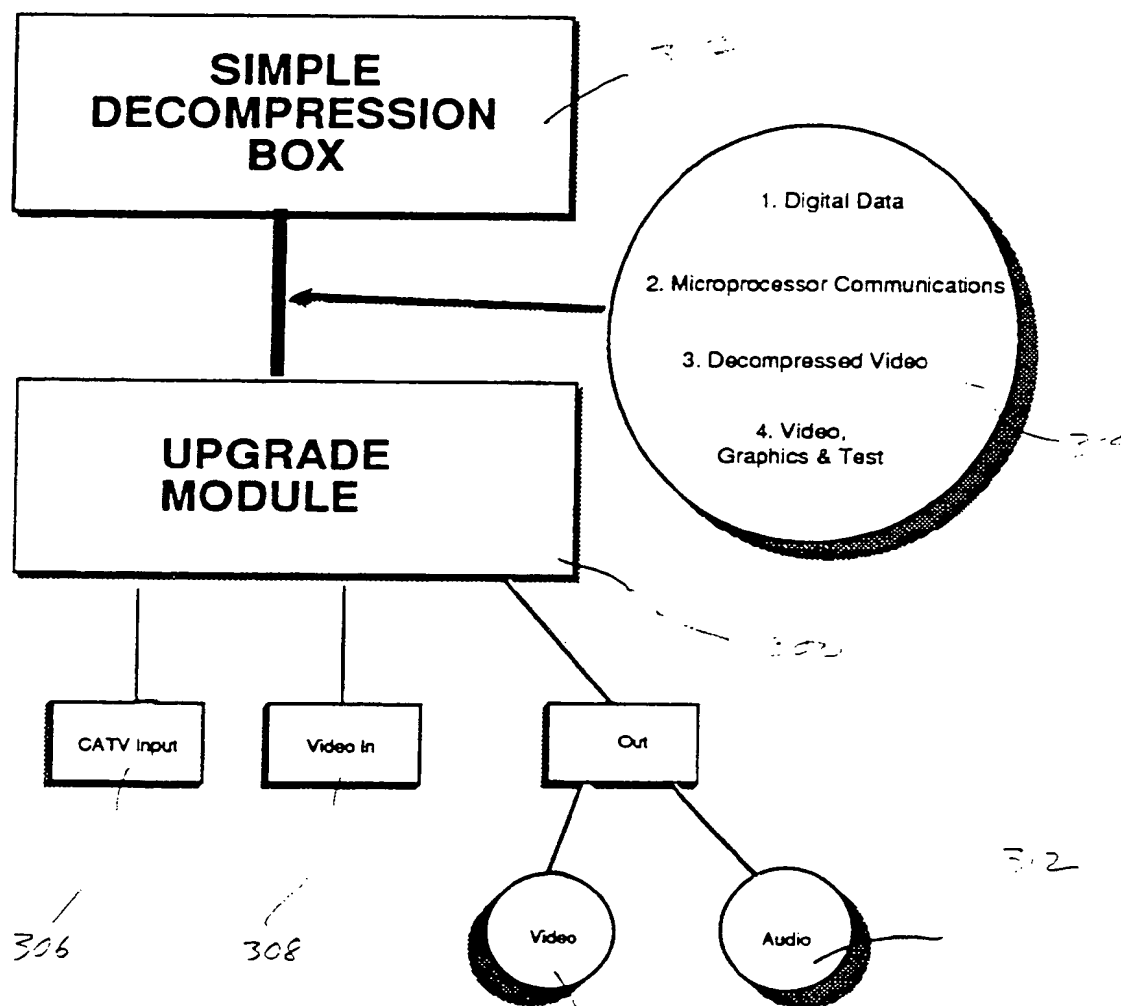 SIMPLE
DECOMPRESSION
BOX
1. Digital Data
2. Microprocessor Communications
3. Decompressed Video
4. Video,
Graphics & Test
UPGRADE
MODULE
CATV Input
Video In
Out
Video
Audio
306
308